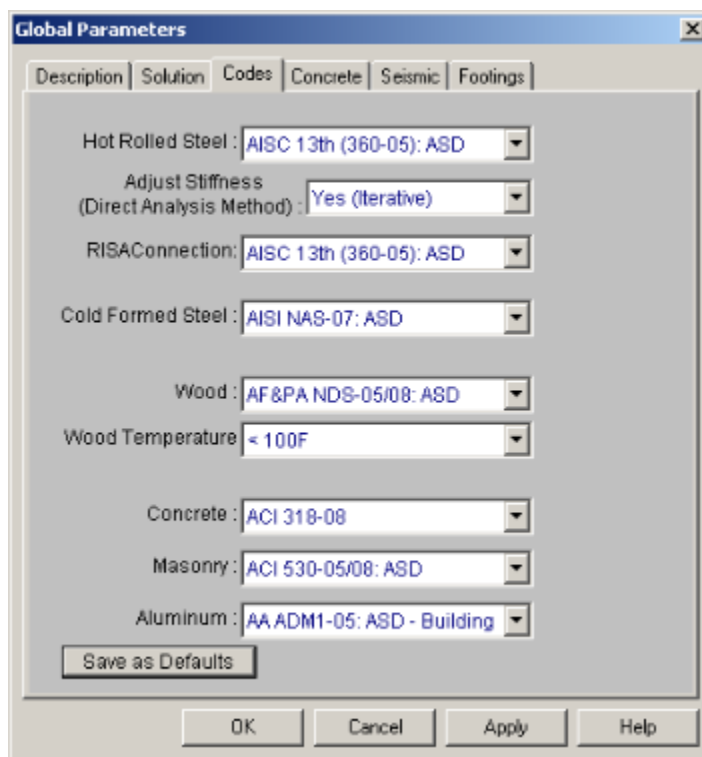 Global Parameters
Description Solution Codes Concrete Seismic Footings
Hot Rolled Steel : AISC 13th (360-05): ASD
Adjust Stiffness
(Direct Analysis Method) : Yes (Iterative)
RISAConnection: AISC 13th (360-05): ASD
Cold Formed Steel : AISI NAS-07: ASD
Wood : AF&PA NDS-05/08: ASD
Wood Temperature < 100F
Concrete : ACI 318-08
Masonry : ACI 530-05/08: ASD
Aluminum : AA ADM1-05: ASD - Building
Save as Defaults
OK Cancel Apply Help